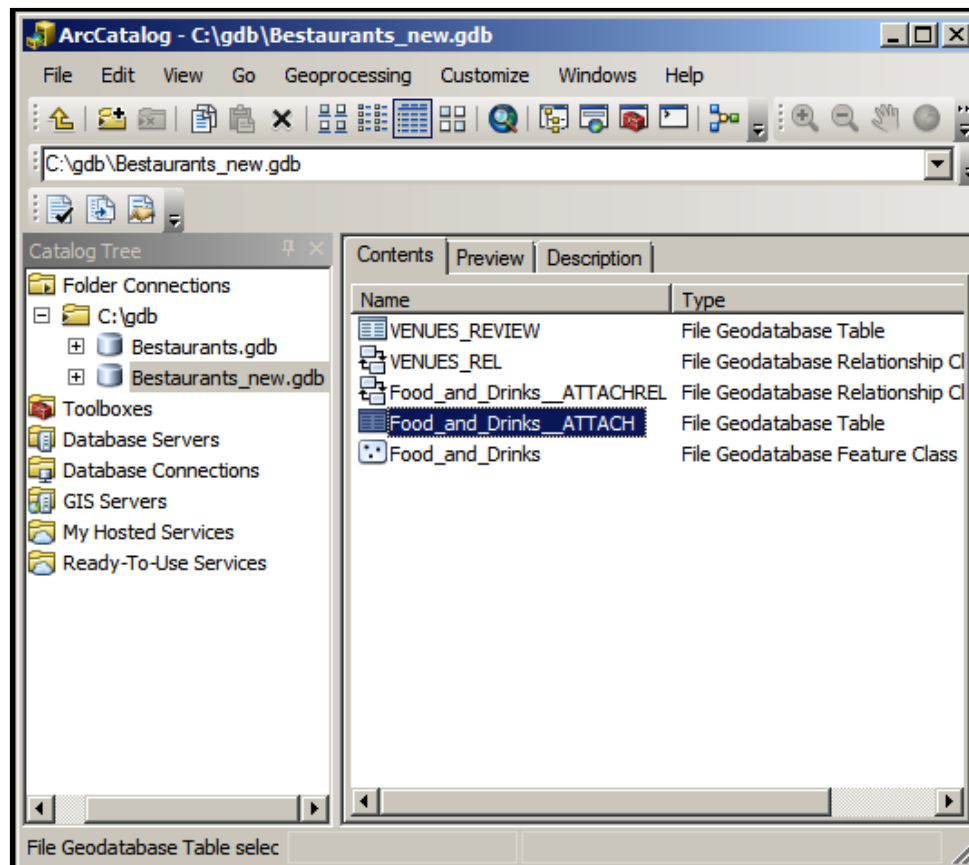 ArcCatalog - C:\gdb\Bestaurants_new.gdb
File Edit View Go Geoprocessing Customize Windows Help
C:\gdb\Bestaurants_new.gdb
Catalog Tree
Folder Connections
C:\gdb
Bestaurants.gdb
Bestaurants_new.gdb
Toolboxes
Database Servers
Database Connections
GIS Servers
My Hosted Services
Ready-To-Use Services
Contents Preview Description
Name Type
VENUES_REVIEW File Geodatabase Table
VENUES_REL File Geodatabase Relationship Cl
Food_and_Drinks__ATTACHREL File Geodatabase Relationship Cl
Food_and_Drinks__ATTACH File Geodatabase Table
Food_and_Drinks File Geodatabase Feature Class
File Geodatabase Table selec